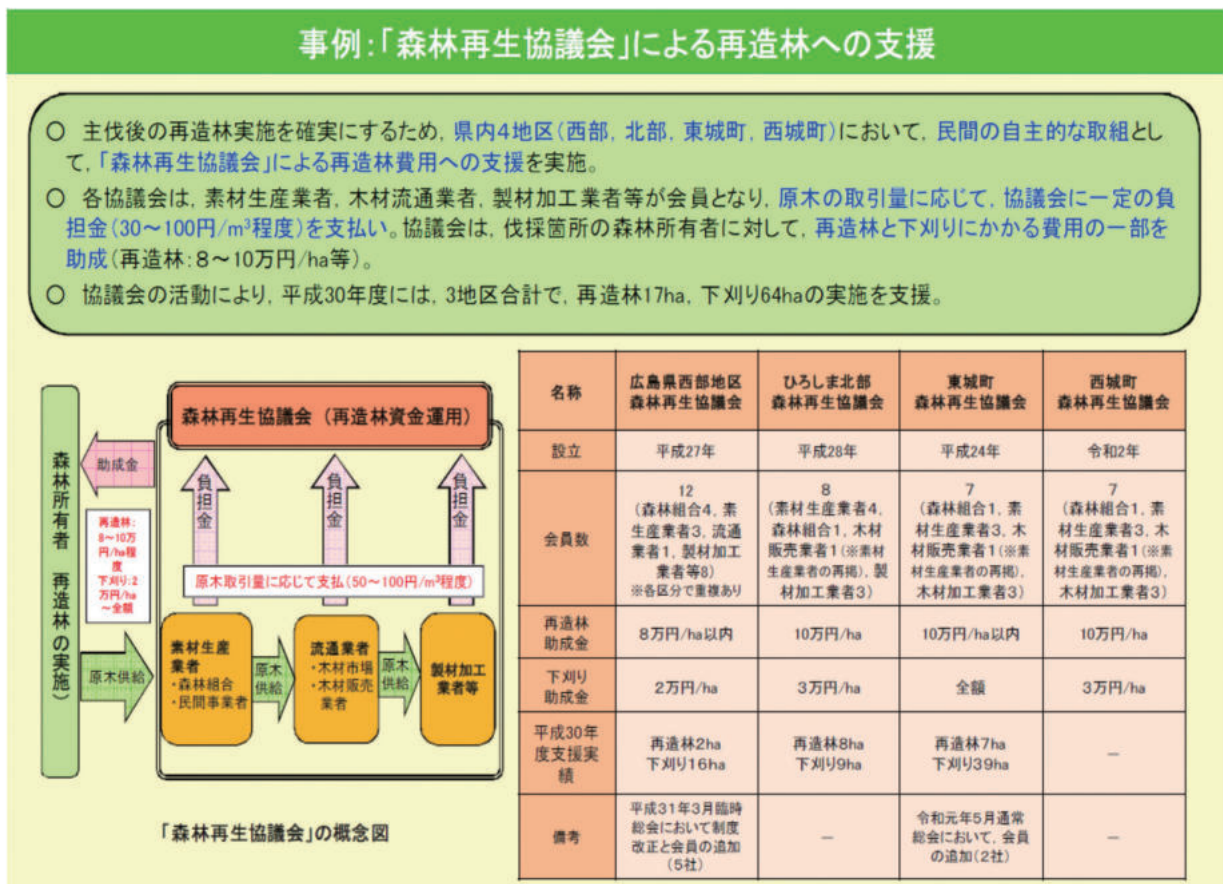 事例：「森林再生協議会」による再造林への支援
○ 主伐後の再造林実施を確実にするため，県内4地区（西部，北部，東城町，西城町）において，民間の自主的な取組とし
て，「森林再生協議会」による再造林費用への支援を実施。
○ 各協議会は，素材生産業者，木材流通業者，製材加工業者等が会員となり，原木の取引量に応じて，協議会に一定の負
担金（30～100円/m³程度）を支払い。協議会は，伐採箇所の森林所有者に対して，再造林と下刈りにかかる費用の一部を
助成（再造林：8～10万円/ha等）。
○ 協議会の活動により，平成30年度には，3地区合計で，再造林17ha，下刈り64haの実施を支援。
森林再生協議会（再造林資金運用）
森林所有者（再造林の実施）
助成金
負担金
負担金
負担金
再造林：
8～10万
円/ha程
度
下刈り：2
万円/ha
～全額
原木取引量に応じて支払（50～100円/m³程度）
原木供給
素材生産
業者
・森林組合
・民間事業者
原木
供給
流通業者
・木材市場
・木材販売
業者
原木
供給
製材加工
業者等
「森林再生協議会」の概念図
名称
広島県西部地区
森林再生協議会
ひろしま北部
森林再生協議会
東城町
森林再生協議会
西城町
森林再生協議会
設立
平成27年
平成28年
平成24年
令和2年
会員数
12
（森林組合4，素
生産業者3，流通
業者1，製材加工
業者等8）
※各区分で重複あり
8
（素材生産業者4，
森林組合1，木材
販売業者1（※素材
生産業者の再掲），製
材加工業者3）
7
（森林組合1，素
材生産業者3，木
材販売業者1（※素
材生産業者の再掲），
木材加工業者3）
7
（森林組合1，素
材生産業者3，木
材販売業者1（※素
材生産業者の再掲），
木材加工業者3）
再造林
助成金
8万円/ha以内
10万円/ha
10万円/ha以内
10万円/ha
下刈り
助成金
2万円/ha
3万円/ha
全額
3万円/ha
平成30年
度支援実
績
再造林2ha
下刈り16ha
再造林8ha
下刈り9ha
再造林7ha
下刈り39ha
－
備考
平成31年3月臨時
総会において制度
改正と会員の追加
（5社）
－
令和元年5月通常
総会において，会員
の追加（2社）
－